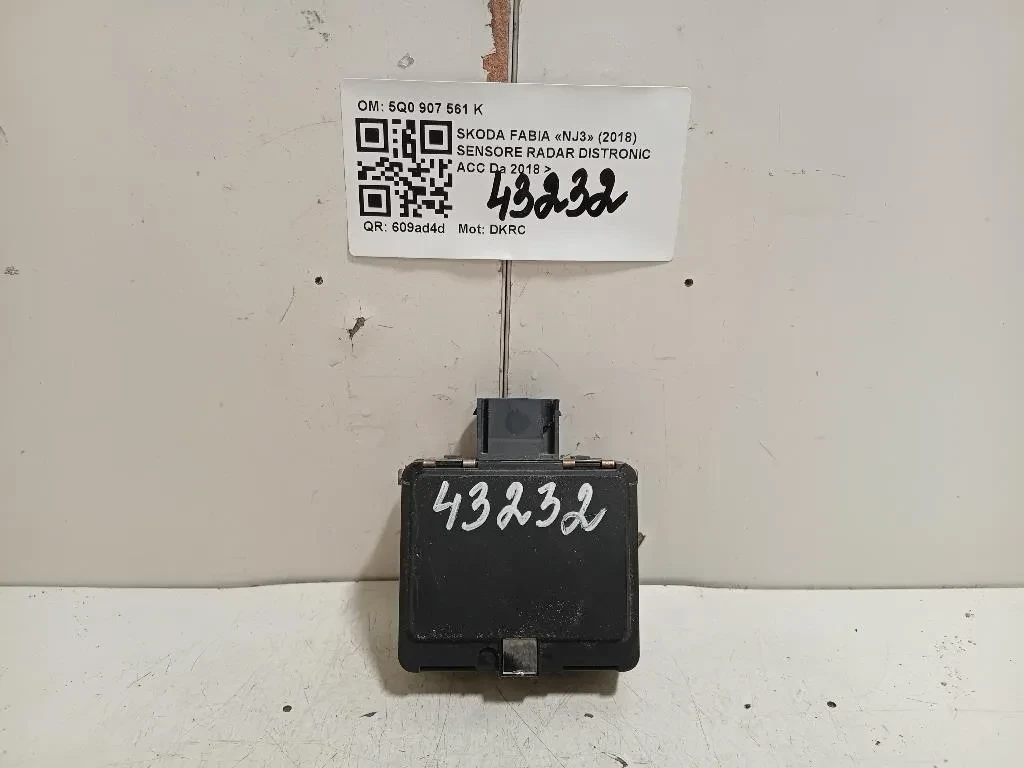 OM: 5Q0 907 561 K
SKODA FABIA «NJ3» (2018)
SENSORE RADAR DISTRONIC
ACC Da 2018 >
43232
QR: 609ad4d Mot: DKRC
43232